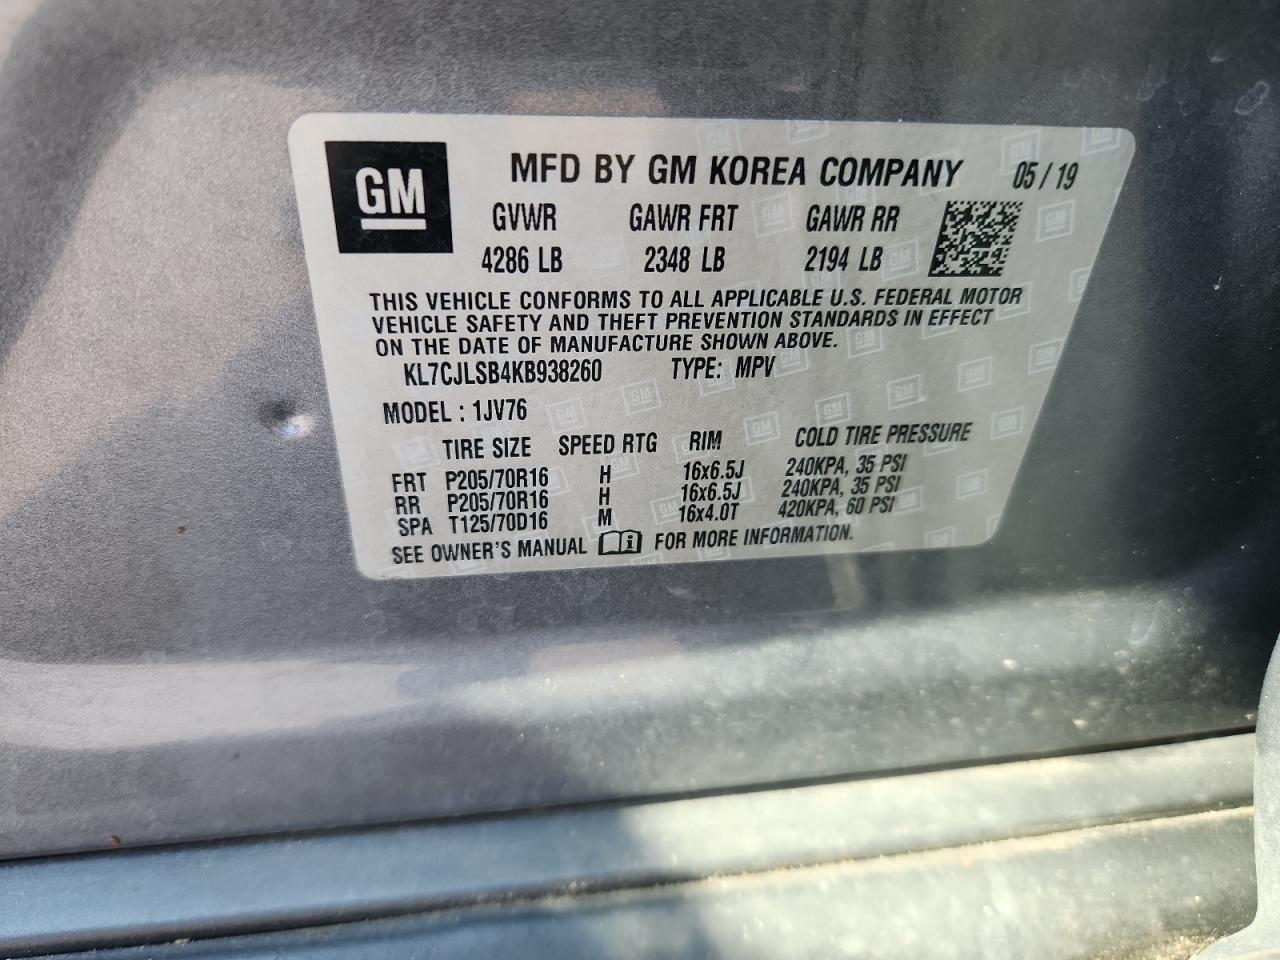 GM MFD BY GM KOREA COMPANY 05/19
GVWR GAWR FRT GAWR RR
4286 LB 2348 LB 2194 LB
THIS VEHICLE CONFORMS TO ALL APPLICABLE U.S. FEDERAL MOTOR
VEHICLE SAFETY AND THEFT PREVENTION STANDARDS IN EFFECT
ON THE DATE OF MANUFACTURE SHOWN ABOVE.
KL7CJLSB4KB938260 TYPE: MPV
MODEL : 1JV76
TIRE SIZE SPEED RTG RIM COLD TIRE PRESSURE
FRT P205/70R16 H 16x6.5J 240KPA, 35 PSI
RR P205/70R16 H 16x6.5J 240KPA, 35 PSI
SPA T125/70D16 M 16x4.0T 420KPA, 60 PSI
SEE OWNER'S MANUAL FOR MORE INFORMATION.